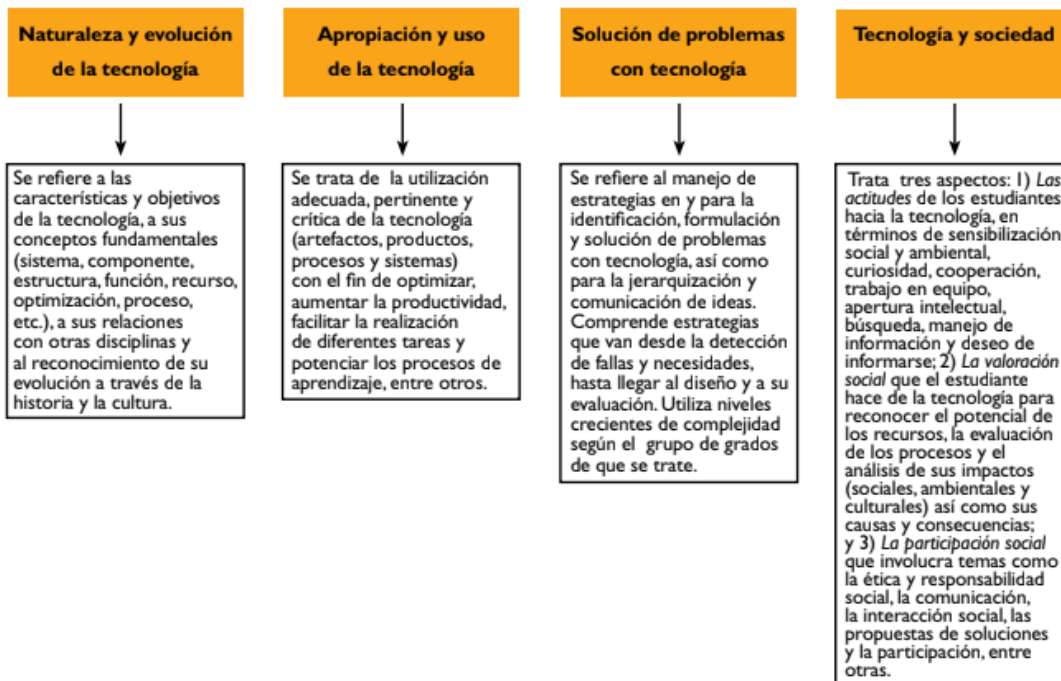 Naturaleza y evolución
de la tecnología
Se refiere a las
características y objetivos
de la tecnología, a sus
conceptos fundamentales
(sistema, componente,
estructura, función, recurso,
optimización, proceso,
etc.), a sus relaciones
con otras disciplinas y
al reconocimiento de su
evolución a través de la
historia y la cultura.
Apropiación y uso
de la tecnología
Se trata de la utilización
adecuada, pertinente y
crítica de la tecnología
(artefactos, productos,
procesos y sistemas)
con el fin de optimizar,
aumentar la productividad,
facilitar la realización
de diferentes tareas y
potenciar los procesos de
aprendizaje, entre otros.
Solución de problemas
con tecnología
Se refiere al manejo de
estrategias en y para la
identificación, formulación
y solución de problemas
con tecnología, así como
para la jerarquización y
comunicación de ideas.
Comprende estrategias
que van desde la detección
de fallas y necesidades,
hasta llegar al diseño y a su
evaluación. Utiliza niveles
crecientes de complejidad
según el grupo de grados
de que se trate.
Tecnología y sociedad
Trata tres aspectos: 1) Las
actitudes de los estudiantes
hacia la tecnología, en
términos de sensibilización
social y ambiental,
curiosidad, cooperación,
trabajo en equipo,
apertura intelectual,
búsqueda, manejo de
información y deseo de
informarse; 2) La valoración
social que el estudiante
hace de la tecnología para
reconocer el potencial de
los recursos, la evaluación
de los procesos y el
análisis de sus impactos
(sociales, ambientales y
culturales) así como sus
causas y consecuencias;
y 3) La participación social
que involucra temas como
la ética y responsabilidad
social, la comunicación,
la interacción social, las
propuestas de soluciones
y la participación, entre
otras.